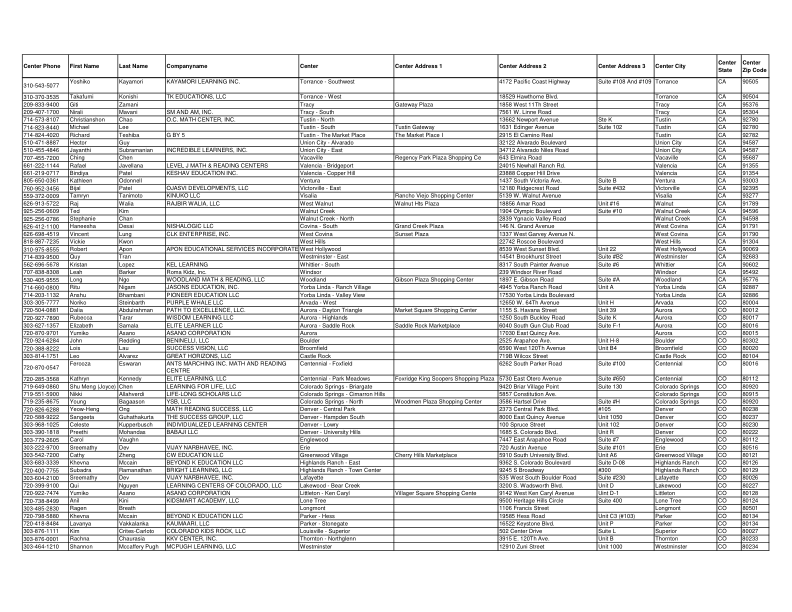 Center Phone First Name Last Name Companyname Center Center Address 1 Center Address 2 Center Address 3 Center City Center State Center Zip Code
310-543-5077 Yoshiko Kayamori KAYAMORI LEARNING INC. Torrance - Southwest 4172 Pacific Coast Highway Suite #108 And #109 Torrance CA 90505
310-370-3535 Takafumi Konishi TK EDUCATIONS, LLC Torrance - West 18529 Hawthorne Blvd. Torrance CA 90504
209-833-9400 Giti Zamani Tracy Gateway Plaza 1858 West 11Th Street Tracy CA 95376
209-407-1700 Nirali Mavani SM AND AM, INC. Tracy - South 7561 W. Linne Road Tracy CA 95304
714-573-8107 Christianshon Chao O.C. MATH CENTER, INC. Tustin - North 13662 Newport Avenue Ste K Tustin CA 92780
714-823-8440 Michael Lee Tustin - South Tustin Gateway 1631 Edinger Avenue Suite 102 Tustin CA 92780
714-824-4020 Richard Teshiba G BY 5 Tustin - The Market Place The Market Place I 2915 El Camino Real Tustin CA 92782
510-471-8887 Hector Guy Union City - Alvarado 32122 Alvarado Boulevard Union City CA 94587
510-455-4846 Jayanthi Subramanian INCREDIBLE LEARNERS, INC. Union City - East 34712 Alvarado Niles Road Union City CA 94587
707-455-7200 Ching Chen Vacaville Regency Park Plaza Shopping Ce 643 Elmira Road Vacaville CA 95687
661-222-1144 Rafael Javellana LEVEL J MATH & READING CENTERS Valencia - Bridgeport 24015 Newhall Ranch Rd. Valencia CA 91355
661-219-0717 Bindiya Patel KESHAV EDUCATION INC. Valencia - Copper Hill 23888 Copper Hill Drive Valencia CA 91354
805-650-0361 Kathleen Odonnell Ventura 1437 South Victoria Ave. Suite B Ventura CA 93003
760-952-3456 Bijal Patel OJASVI DEVELOPMENTS, LLC Victorville - East 12180 Ridgecrest Road Suite #432 Victorville CA 92395
559-372-0009 Tamryn Tanimoto KINUKO LLC Visalia Rancho Viejo Shopping Center 5139 W. Walnut Avenue Visalia CA 93277
626-913-5722 Raj Walia RAJBIR WALIA, LLC West Walnut Walnut Hts Plaza 18856 Amar Road Unit #16 Walnut CA 91789
925-256-0609 Ted Kim Walnut Creek 1904 Olympic Boulevard Suite #10 Walnut Creek CA 94596
925-256-0786 Stephanie Chan Walnut Creek - North 2839 Ygnacio Valley Road Walnut Creek CA 94598
626-412-1100 Haneesha Desai NISHALOGIC LLC Covina - South Grand Creek Plaza 146 N. Grand Avenue West Covina CA 91791
626-698-4519 Vincent Lung CLK ENTERPRISE, INC. West Covina Sunset Plaza 1337 West Garvey Avenue N. West Covina CA 91790
818-887-7235 Vickie Kwon West Hills 22742 Roscoe Boulevard West Hills CA 91304
310-975-8555 Robert Apon APON EDUCATIONAL SERVICES INCORPORATE West Hollywood 8539 West Sunset Blvd. Unit 22 West Hollywood CA 90069
714-839-9500 Quy Tran Westminster - East 14541 Brookhurst Street Suite #B2 Westminster CA 92683
562-696-5678 Kristan Lopez KEL LEARNING Whittier - South 8317 South Painter Avenue Suite #6 Whittier CA 90602
707-838-8308 Leah Barker Roma Kidz, Inc. Windsor 239 Windsor River Road Windsor CA 95492
530-405-9555 Long Ngo WOODLAND MATH & READING, LLC Woodland Gibson Plaza Shopping Center 1897 E. Gibson Road Suite #A Woodland CA 95776
714-660-0800 Ritu Nigam JASONS EDUCATION, INC. Yorba Linda - Ranch Village 4945 Yorba Ranch Road Unit A Yorba Linda CA 92887
714-203-1132 Anshu Bhambani PIONEER EDUCATION LLC Yorba Linda - Valley View 17530 Yorba Linda Boulevard Yorba Linda CA 92886
303-305-7777 Noriko Steinbarth PURPLE WHALE LLC Arvada - West 12650 W. 64Th Avenue Unit H Arvada CO 80004
720-504-0881 Dalia Abdulrahman PATH TO EXCELLENCE, LLC. Aurora - Dayton Triangle Market Square Shopping Center 1155 S. Havana Street Unit 39 Aurora CO 80012
720-927-7890 Rebecca Tarar WISDOM LEARNING LLC Aurora - Highlands 1250 South Buckley Road Suite K Aurora CO 80017
303-627-1357 Elizabeth Samala ELITE LEARNER LLC Aurora - Saddle Rock Saddle Rock Marketplace 6040 South Gun Club Road Suite F-1 Aurora CO 80016
720-870-9701 Yumiko Asano ASANO CORPORATION Aurora 17030 East Quincy Ave. Aurora CO 80015
720-924-6284 John Redding BENINELLI, LLC Boulder 2525 Arapahoe Ave. Unit H-8 Boulder CO 80302
720-388-8222 Lois Lau SUCCESS VISION, LLC Broomfield 6590 West 120Th Avenue Unit B4 Broomfield CO 80020
303-814-1751 Leo Alvarez GREAT HORIZONS, LLC Castle Rock 719B Wilcox Street Castle Rock CO 80104
720-870-0547 Ferooza Eswaran ANTS MARCHING INC. MATH AND READING CENTRE Centennial - Foxfield 6262 South Parker Road Suite #100 Centennial CO 80016
720-285-3568 Kathryn Kennedy ELITE LEARNING, LLC Centennial - Park Meadows Foxridge King Soopers Shopping Plaza 5730 East Otero Avenue Suite #650 Centennial CO 80112
719-649-0860 Shu Meng (Joyce) Chen LEARNING FOR LIFE, LLC Colorado Springs - Briargate 9420 Briar Village Point Suite 130 Colorado Springs CO 80920
719-551-5900 Nikki Allahverdi LIFE-LONG SCHOLARS LLC Colorado Springs - Cimarron Hills 5857 Constitution Ave. Colorado Springs CO 80915
719-235-8675 Young Bagaason YSB, LLC Colorado Springs - North Woodmen Plaza Shopping Center 3586 Hartsel Drive Suite #H Colorado Springs CO 80920
720-826-6288 Yeow-Heng Ong MATH READING SUCCESS, LLC Denver - Central Park 2373 Central Park Blvd. #105 Denver CO 80238
720-588-9222 Sangeeta Guhathakurta THE SUCCESS GROUP, LLC Denver - Hampden South 8000 East Quincy Avenue Unit 1050 Denver CO 80237
303-968-1025 Celeste Kupperbusch INDIVIDUALIZED LEARNING CENTER Denver - Lowry 100 Spruce Street Unit 102 Denver CO 80230
303-390-1818 Preethi Mohandas BABAJI LLC Denver - University Hills 1685 S. Colorado Blvd. Unit R Denver CO 80222
303-779-2605 Carol Vaughn Englewood 7447 East Arapahoe Road Suite #7 Englewood CO 80112
303-222-9700 Sreemathy Dev VIJAY NARBHAVEE, INC. Erie 720 Austin Avenue Suite #101 Erie CO 80516
303-542-7200 Cathy Zheng CW EDUCATION LLC Greenwood Village Cherry Hills Marketplace 5910 South University Blvd. Unit A6 Greenwood Village CO 80121
303-683-3339 Khevna Moccain BEYOND K EDUCATION LLC Highlands Ranch - East 9362 S. Colorado Boulevard Suite D-08 Highlands Ranch CO 80126
720-400-7755 Subha Ramanathan BRIGHT LEARNING, INC. Highlands Ranch - Town Center 9245 S Broadway #300 Highlands Ranch CO 80129
303-604-2100 Sreemathy Dev VIJAY NARBHAVEE, INC. Lafayette 535 West South Boulder Road Suite #230 Lafayette CO 80026
720-399-9100 Qui Nguyen LEARNING CENTERS OF COLORADO, LLC Lakewood - Bear Creek 3200 S. Wadsworth Blvd. Unit D Lakewood CO 80227
720-922-7474 Yumiko Asano ASANO CORPORATION Littleton - Ken Caryl Villager Square Shopping Cente 9142 West Ken Caryl Avenue Unit D-1 Littleton CO 80128
720-738-8499 Anil Kini KIDSMART ACADEMY, LLC Lone Tree 9500 Heritage Hills Circle Suite 400 Lone Tree CO 80124
303-485-2830 Ragen Breath Longmont 1106 Francis Street Longmont CO 80501
720-798-5880 Khevna Moccain BEYOND K EDUCATION LLC Parker - Hess 19585 Hess Road Unit C3 (#103) Parker CO 80134
720-418-8484 Lavanya Vakkalanka KAUMAARI, LLC Parker - Stonegate 16522 Keystone Blvd. Unit P Parker CO 80134
303-876-1111 Kim Crites-Carloto COLORADO KIDS ROCK, LLC Louisville - Superior 502 Center Drive Suite L Superior CO 80027
303-876-0001 Rachna Chaurasia KKV CENTER, INC. Thornton - Northglenn 3915 E. 120Th Ave. Unit B Thornton CO 80233
303-464-1210 Shannon Mccaffery Pugh MCPUGH LEARNING, LLC Westminster 12910 Zuni Street Unit 1000 Westminster CO 80234